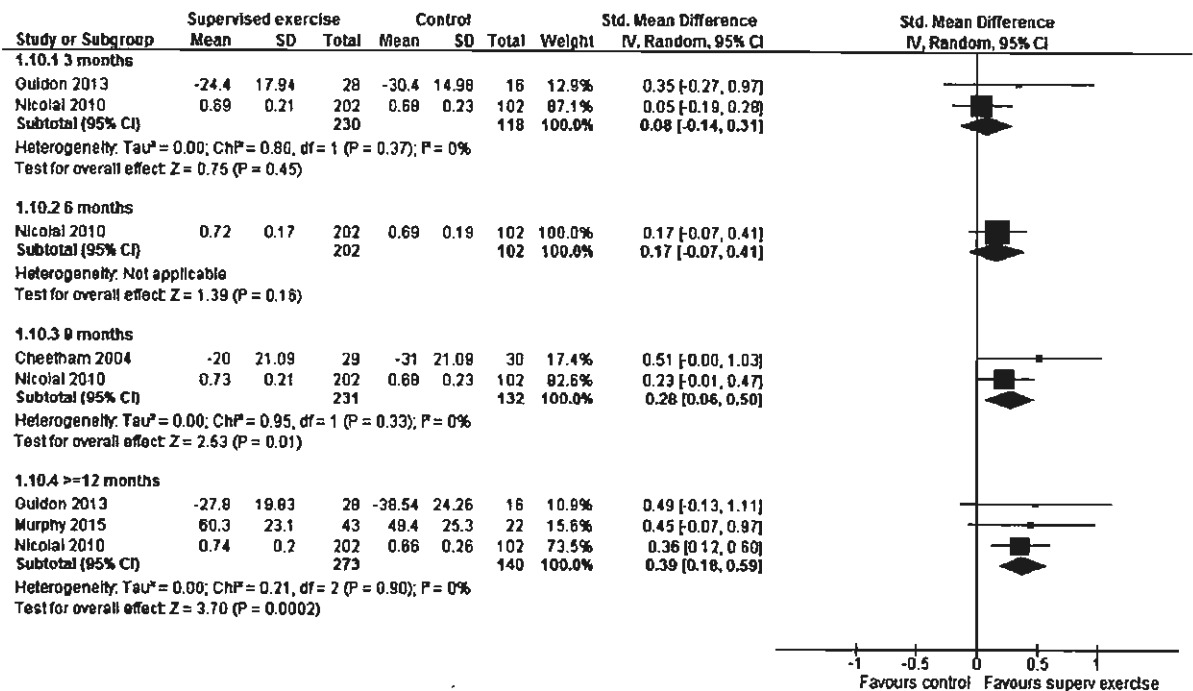 Supervised exercise Control Std. Mean Difference Std. Mean Difference
Study or Subgroup Mean SD Total Mean SD Total Weight IV, Random, 95% CI IV, Random, 95% CI
1.10.1 3 months
Guidon 2013 -24.4 17.94 28 -30.4 14.98 16 12.9% 0.35 [-0.27, 0.97]
Nicolaï 2010 0.69 0.21 202 0.68 0.23 102 87.1% 0.05 [-0.19, 0.28]
Subtotal (95% CI) 230 118 100.0% 0.08 [-0.14, 0.31]
Heterogeneity: Tau² = 0.00; Chi² = 0.80, df = 1 (P = 0.37); I² = 0%
Test for overall effect: Z = 0.75 (P = 0.45)
1.10.2 6 months
Nicolaï 2010 0.72 0.17 202 0.69 0.19 102 100.0% 0.17 [-0.07, 0.41]
Subtotal (95% CI) 202 102 100.0% 0.17 [-0.07, 0.41]
Heterogeneity: Not applicable
Test for overall effect: Z = 1.39 (P = 0.16)
1.10.3 9 months
Cheetham 2004 -20 21.09 29 -31 21.09 30 17.4% 0.51 [-0.00, 1.03]
Nicolaï 2010 0.73 0.21 202 0.68 0.23 102 82.6% 0.23 [-0.01, 0.47]
Subtotal (95% CI) 231 132 100.0% 0.28 [0.06, 0.50]
Heterogeneity: Tau² = 0.00; Chi² = 0.95, df = 1 (P = 0.33); I² = 0%
Test for overall effect: Z = 2.53 (P = 0.01)
1.10.4 >=12 months
Guidon 2013 -27.8 19.83 28 -38.54 24.26 16 10.9% 0.49 [-0.13, 1.11]
Murphy 2015 60.3 23.1 43 49.4 25.3 22 15.6% 0.45 [-0.07, 0.97]
Nicolaï 2010 0.74 0.2 202 0.66 0.26 102 73.5% 0.36 [0.12, 0.60]
Subtotal (95% CI) 273 140 100.0% 0.39 [0.18, 0.59]
Heterogeneity: Tau² = 0.00; Chi² = 0.21, df = 2 (P = 0.90); I² = 0%
Test for overall effect: Z = 3.70 (P = 0.0002)
-1 -0.5 0 0.5 1
Favours control Favours superv exercise